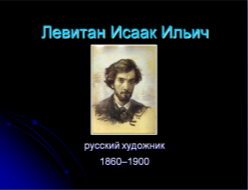 Левитан Исаак Ильич
русский художник
1860–1900